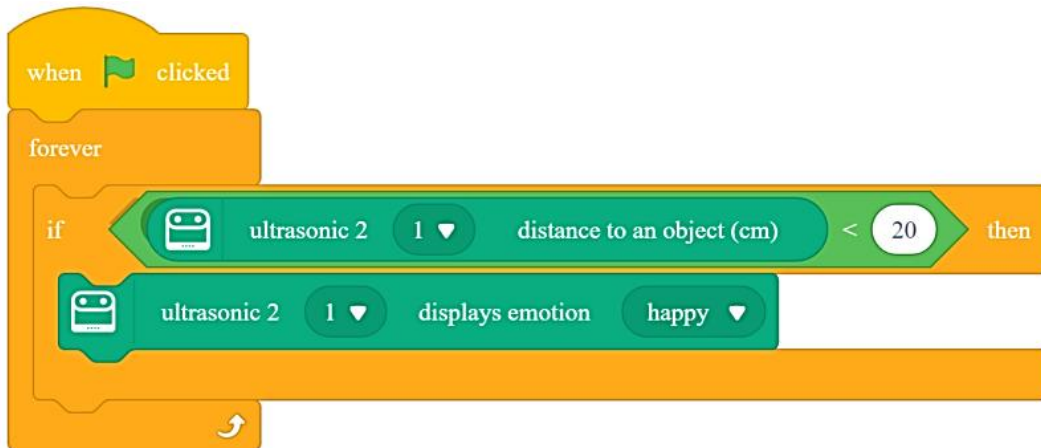 when clicked
forever
if ultrasonic 2 1 distance to an object (cm) < 20 then
ultrasonic 2 1 displays emotion happy